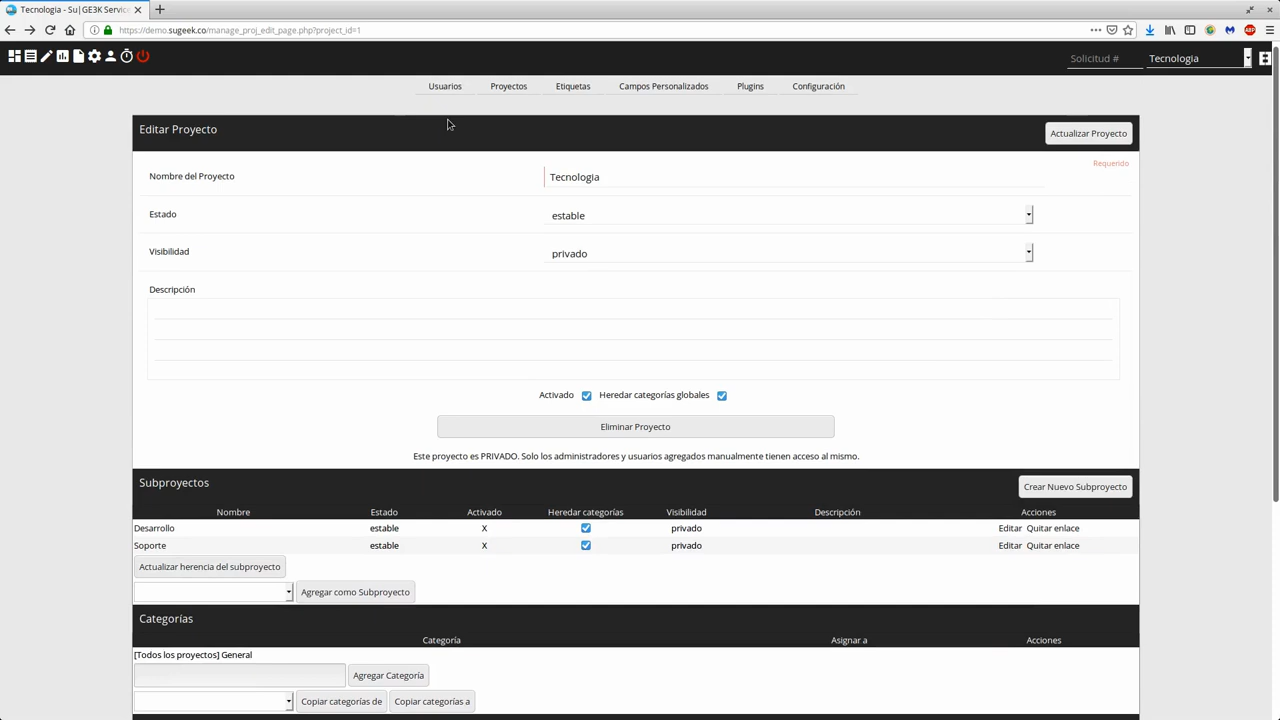 Tecnologia - Su|GE3K Service
https://demo.sugeek.co/manage_proj_edit_page.php?project_id=1
ABP
Solicitud # Tecnologia
Usuarios Proyectos Etiquetas Campos Personalizados Plugins Configuración
Editar Proyecto Actualizar Proyecto
Requerido
Nombre del Proyecto Tecnologia
Estado estable
Visibilidad privado
Descripción
Activado Heredar categorías globales
Eliminar Proyecto
Este proyecto es PRIVADO. Solo los administradores y usuarios agregados manualmente tienen acceso al mismo.
Subproyectos Crear Nuevo Subproyecto
Nombre Estado Activado Heredar categorías Visibilidad Descripción Acciones
Desarrollo estable X privado Editar Quitar enlace
Soporte estable X privado Editar Quitar enlace
Actualizar herencia del subproyecto
Agregar como Subproyecto
Categorías
Categoría Asignar a Acciones
[Todos los proyectos] General
Agregar Categoría
Copiar categorías de Copiar categorías a